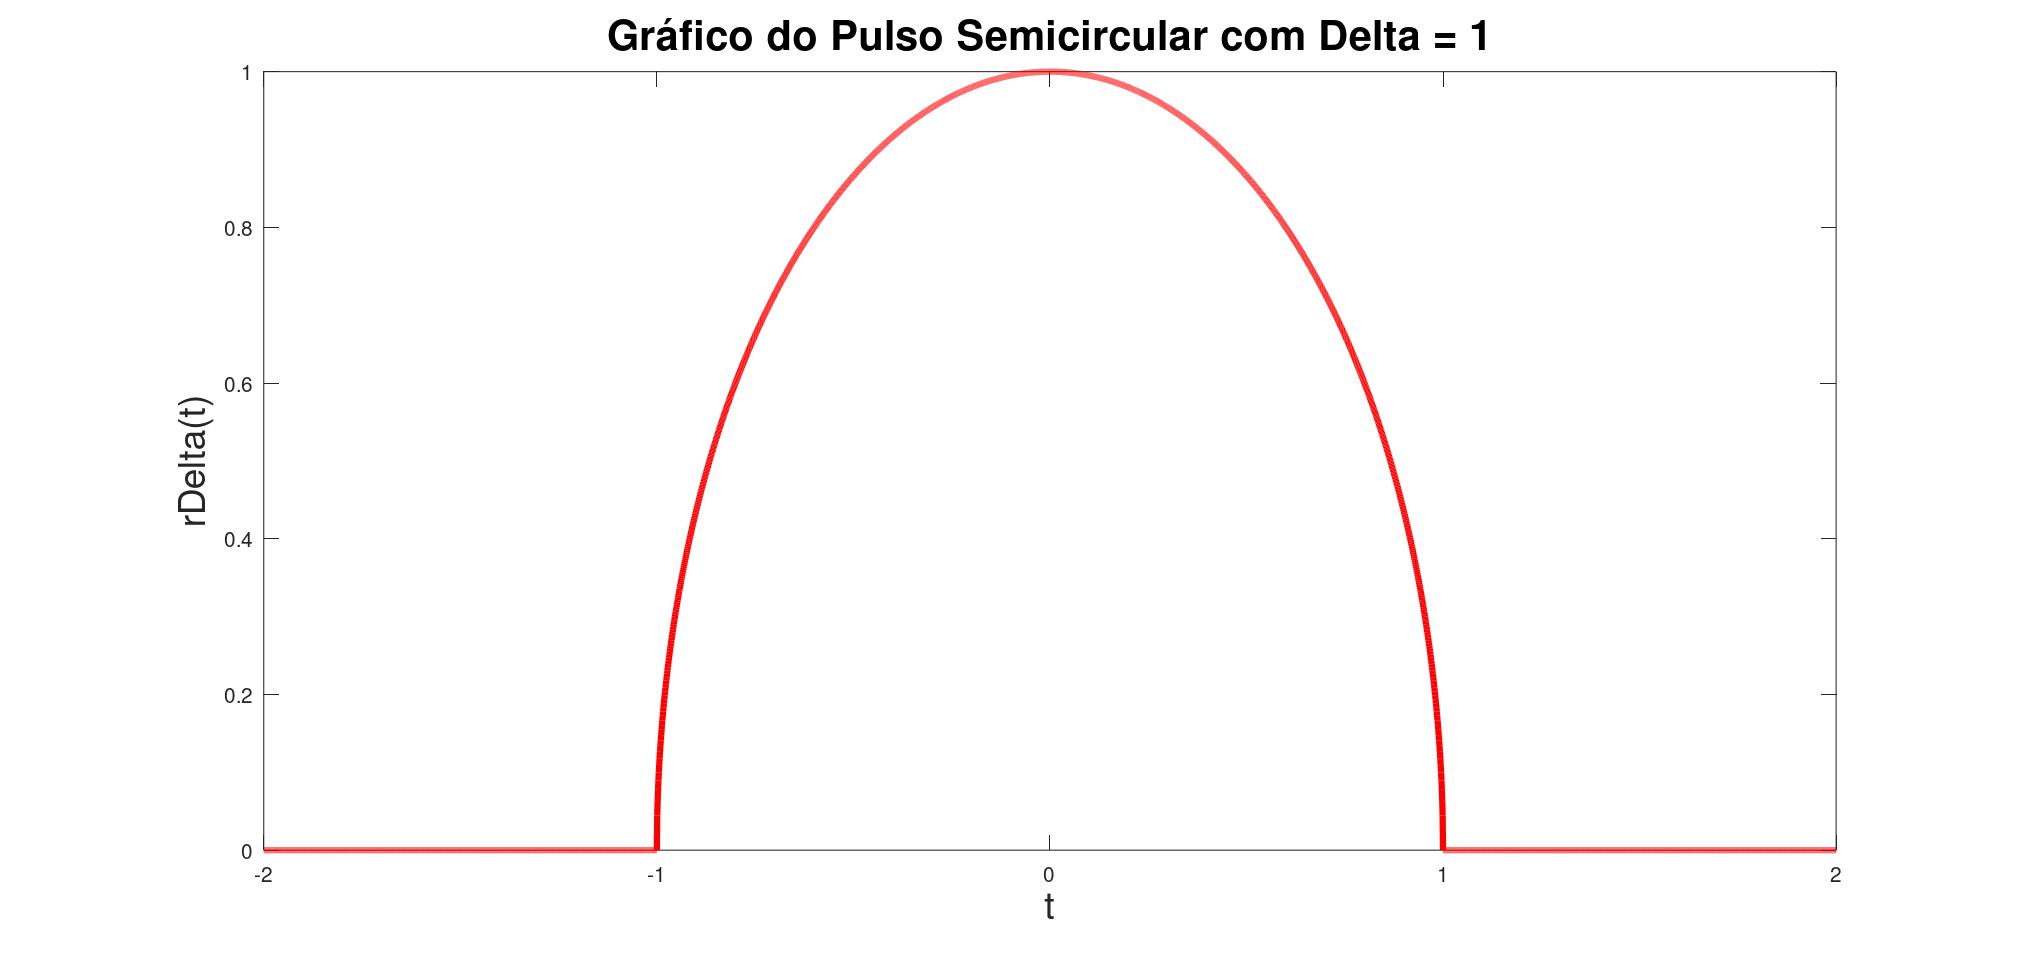 Gráfico do Pulso Semicircular com Delta = 1
1
0.8
0.6
0.4
0.2
0
rDelta(t)
-2 -1 0 1 2
t